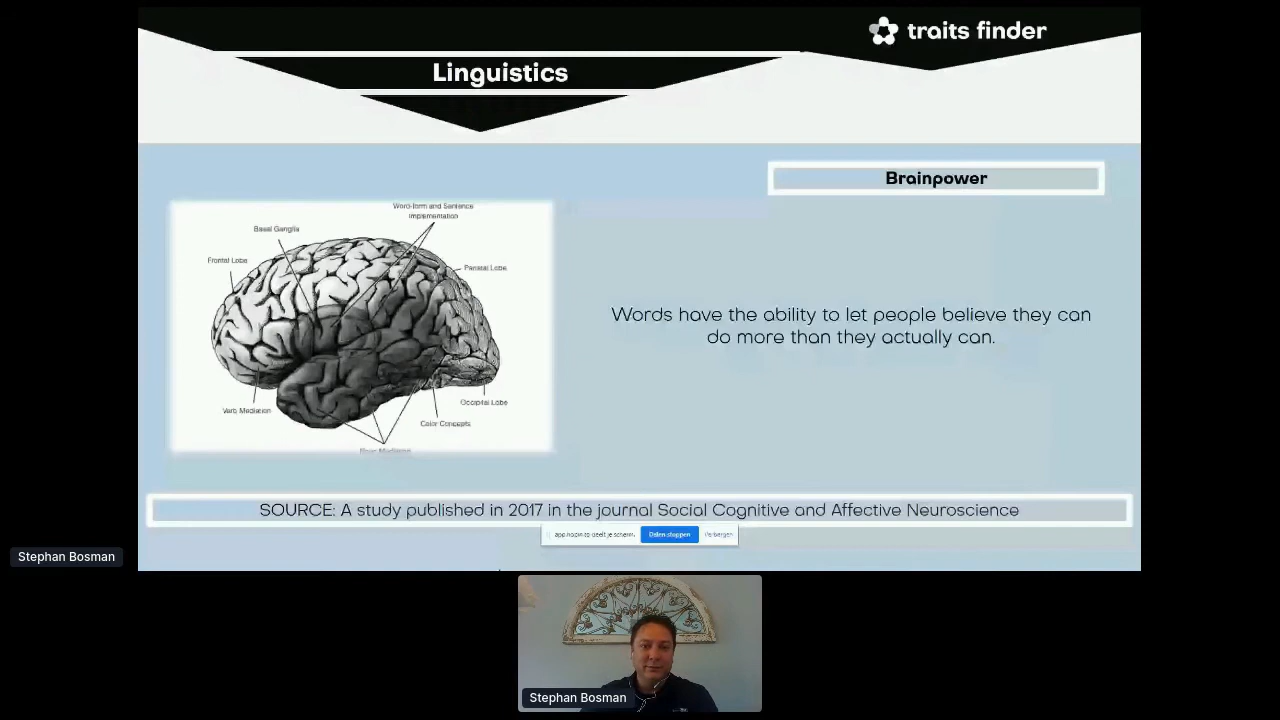 traits finder
Linguistics
Brainpower
Word-form and Sentence
Implementation
Basal Ganglia
Frontal Lobe
Parietal Lobe
Words have the ability to let people believe they can
do more than they actually can.
Occipital Lobe
Verb Mediation
Color Concepts
SOURCE: A study published in 2017 in the journal Social Cognitive and Affective Neuroscience
deelt je scherm.
Delen stoppen
Verbergen
Stephan Bosman
Stephan Bosman